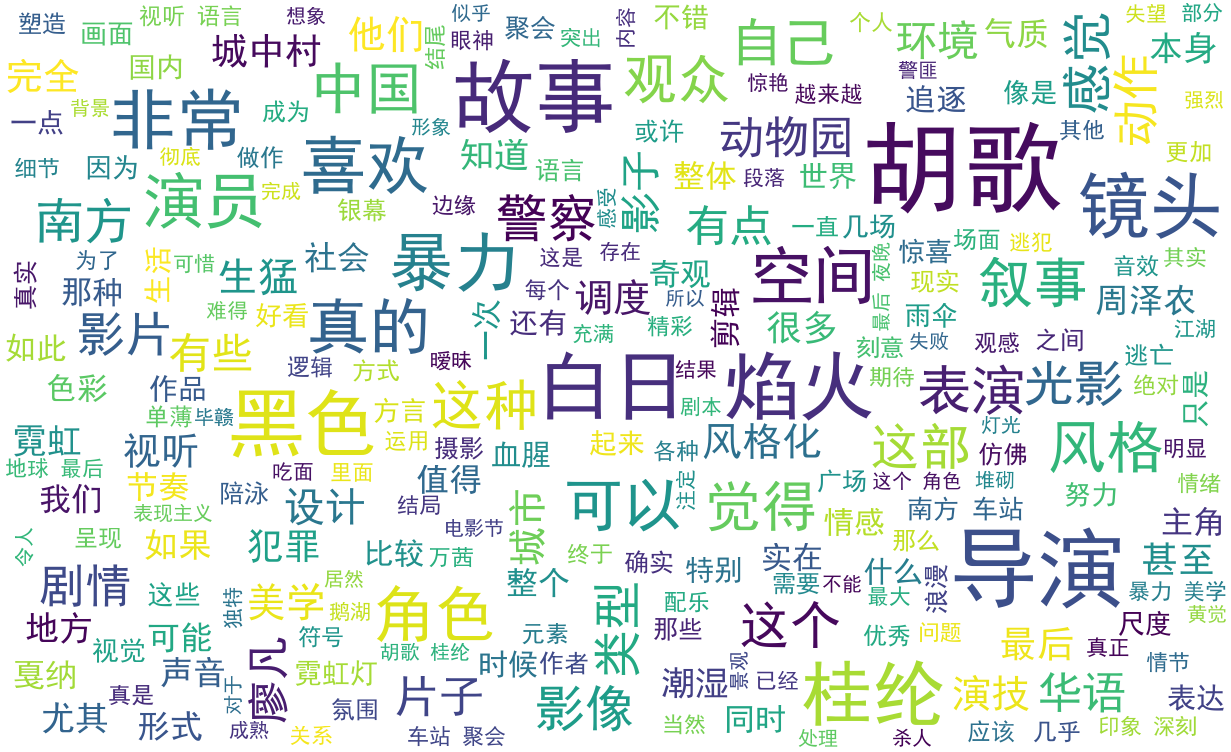 塑造
画面
视听 语言
城中村
想象
他们
结尾
似乎
眼神
聚会
突出
内容
不错
自己
个人
环境
气质
感觉
失望
部分
本身
完全
国内
中国
故事
观众
惊艳
越来越
警匪
追逐
像是
动作
强烈
背景
一点
非常
成为
形象
或许
动物园
胡歌
其他
更加
细节
因为
彻底
做作
喜欢
知道
语言
影子
整体
段落
世界
镜头
南方
演员
完成
银幕
边缘
警察
感受
有点
一直
几场
惊喜
场面
逃犯
真实
为了
那种
生活
可惜
生猛
社会
暴力
这是
存在
奇观
空间
夜晚
现实
叙事
音效
其实
周泽农
难得
好看
真的
一次
每个
还有
调度
所以
充满
精彩
剪辑
很多
最后
雨伞
失败
刻意
观感
之间
江湖
逃亡
如此
影片
有些
逻辑
方式
暧昧
白日
结果
焰火
期待
表演
光影
绝对
只是
色彩
作品
单薄
毕赣
黑色
方言
这种
剧本
灯光
霓虹
视听
运用
摄影
血腥
起来
各种
风格化
这部
仿佛
风格
明显
地球
最后
吃面
里面
我们
节奏
陪泳
设计
结局
值得
可以
注定
觉得
广场
这个
角色
堆砌
努力
情绪
表现主义
电影节
城市
情感
南方
车站
主角
令人
呈现
如果
犯罪
比较
万茜
终于
确实
特别
实在
那么
导演
甚至
剧情
这些
独特
美学
居然
鹅湖
角色
整个
类型
配乐
需要
不能
什么
最大
浪漫
暴力
美学
黄觉
地方
视觉
可能
符号
胡歌
桂纶
元素
那些
这个
优秀
问题
最后
真正
尺度
戛纳
真是
声音
对于
廖凡
霓虹灯
时候
作者
潮湿
景观
已经
桂纶
演技
华语
情节
表达
尤其
形式
成熟
关系
氛围
片子
车站
聚会
影像
当然
同时
处理
杀人
应该
几乎
印象
深刻